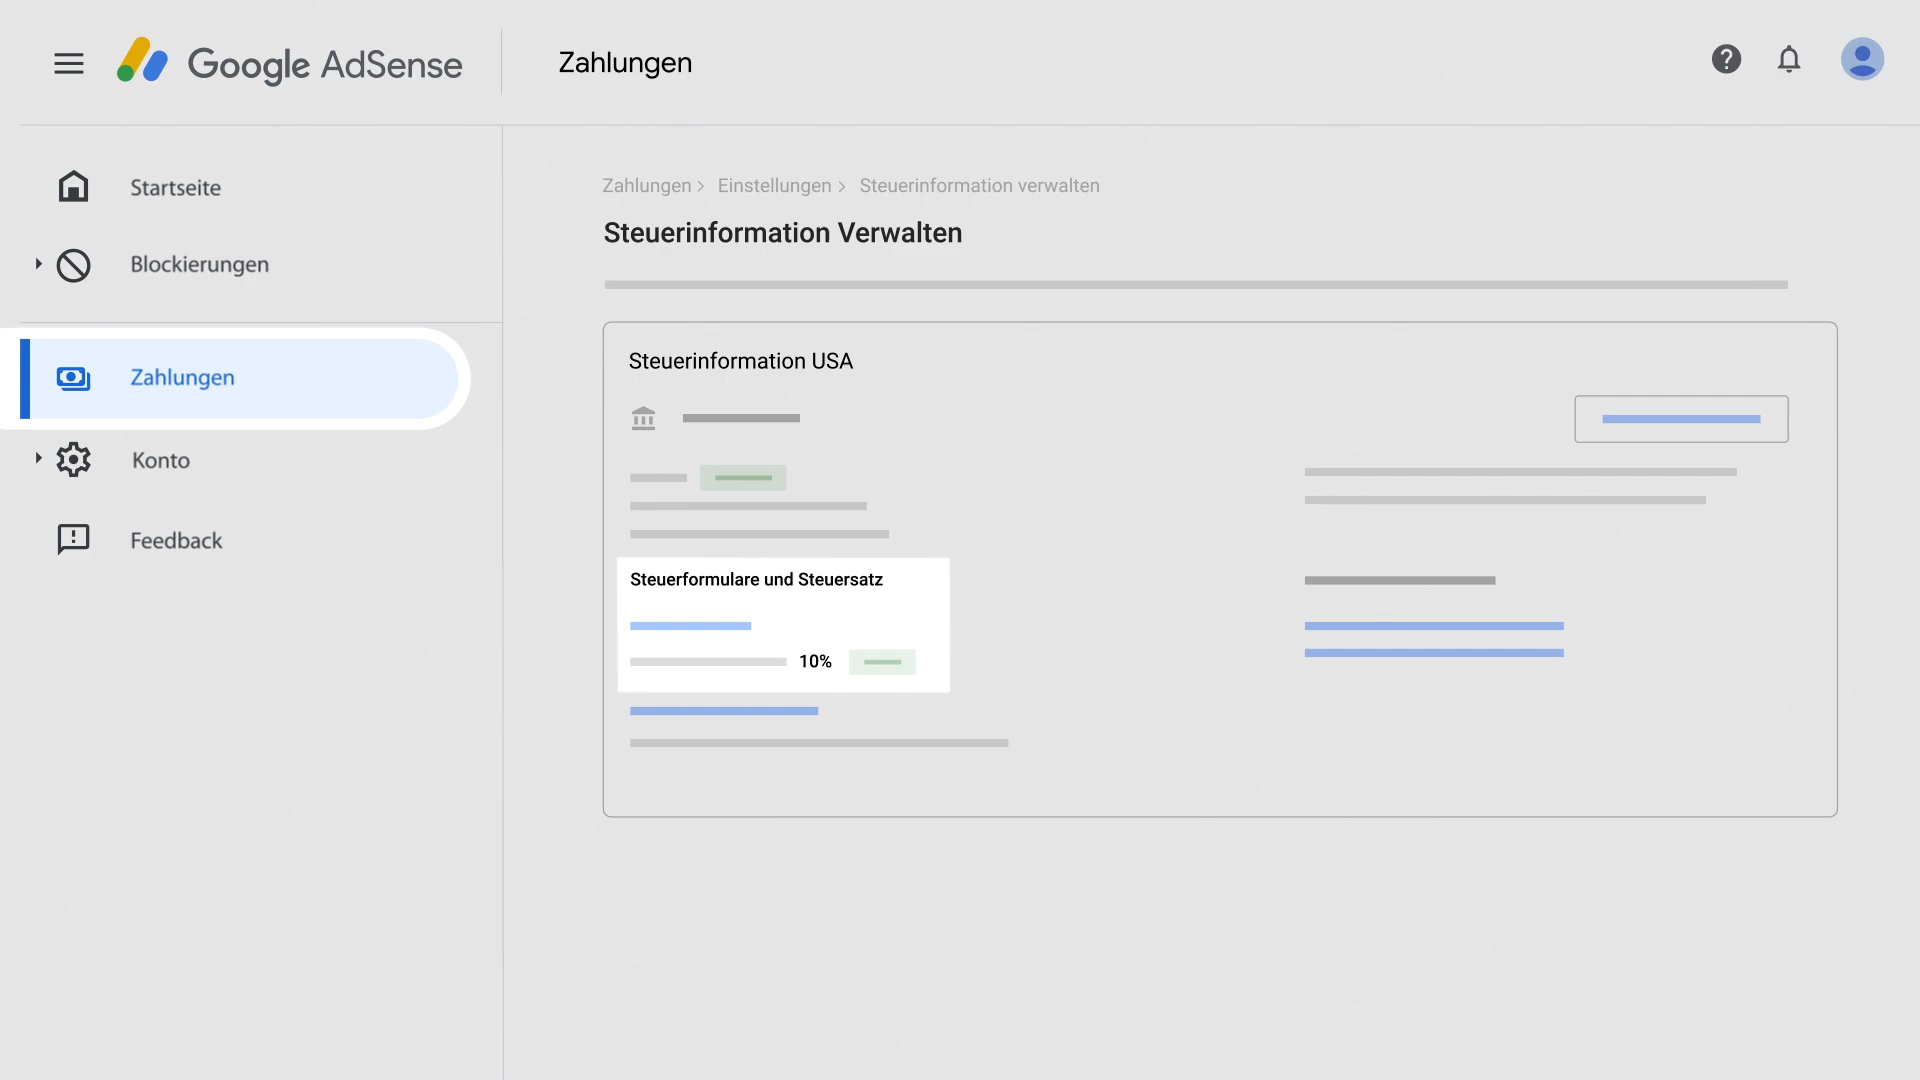 Google AdSense
Zahlungen
Startseite
Blockierungen
Zahlungen
Konto
Feedback
Zahlungen > Einstellungen > Steuerinformation verwalten
Steuerinformation Verwalten
Steuerinformation USA
Steuerformulare und Steuersatz
10%